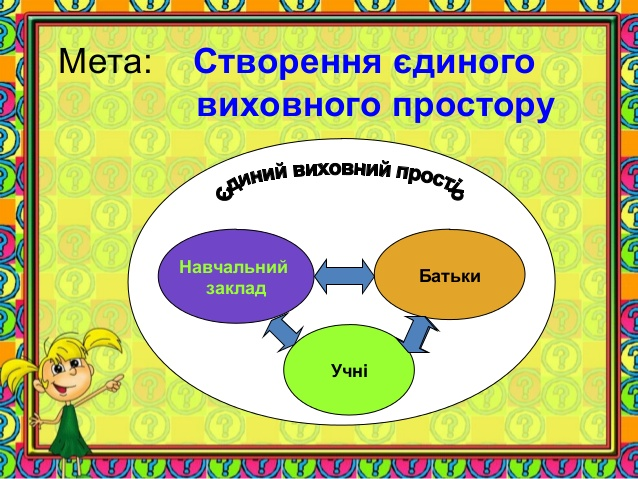 Мета: Створення єдиного
виховного простору
Єдиний виховний простір
Навчальний
заклад
Батьки
Учні